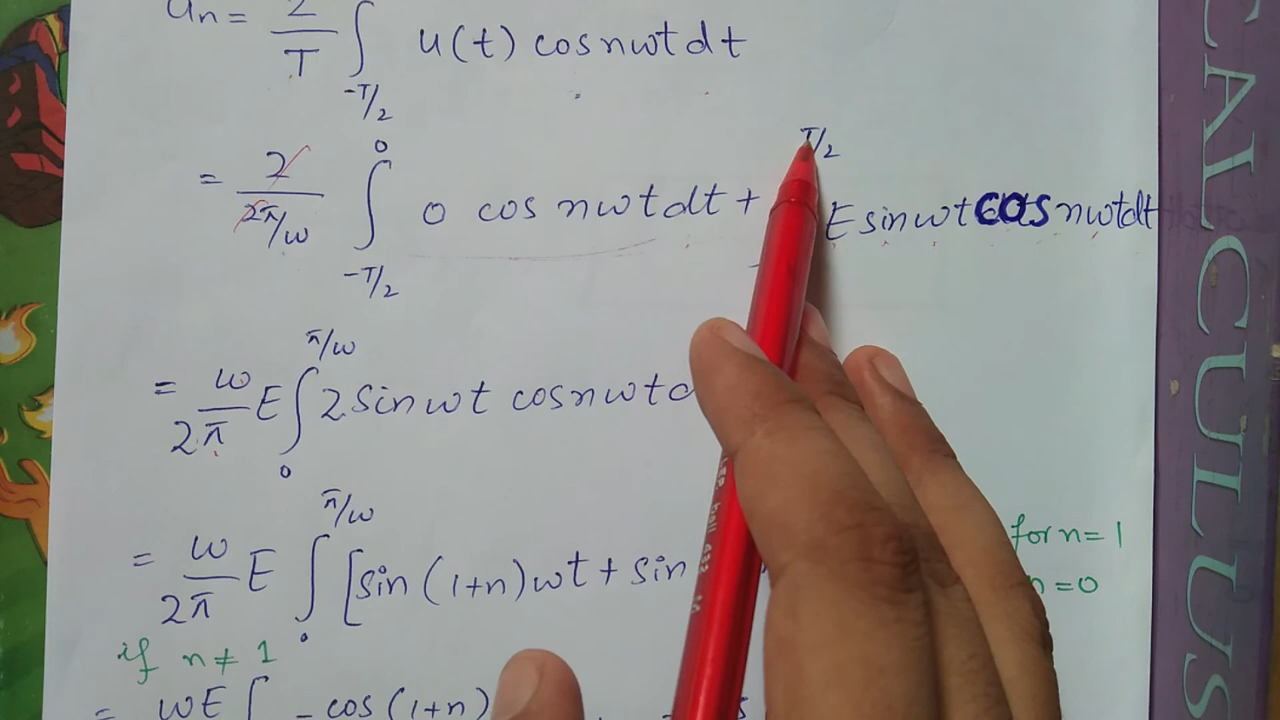 an = 2/T ∫ -T/2 u(t) cos nωt dt
= 2/2π/ω ∫ -T/2 0 0 cos nωt dt + T/2 E sin ωt cos nωt dt
= ω/2π E ∫ 0 π/ω 2 sin ωt cos nωt d
= ω/2π E ∫ 0 π/ω [sin (1+n) ωt + sin
for n = 1
n = 0
if n ≠ 1
= ωE ∫ - cos (1+n)
CALCULUS